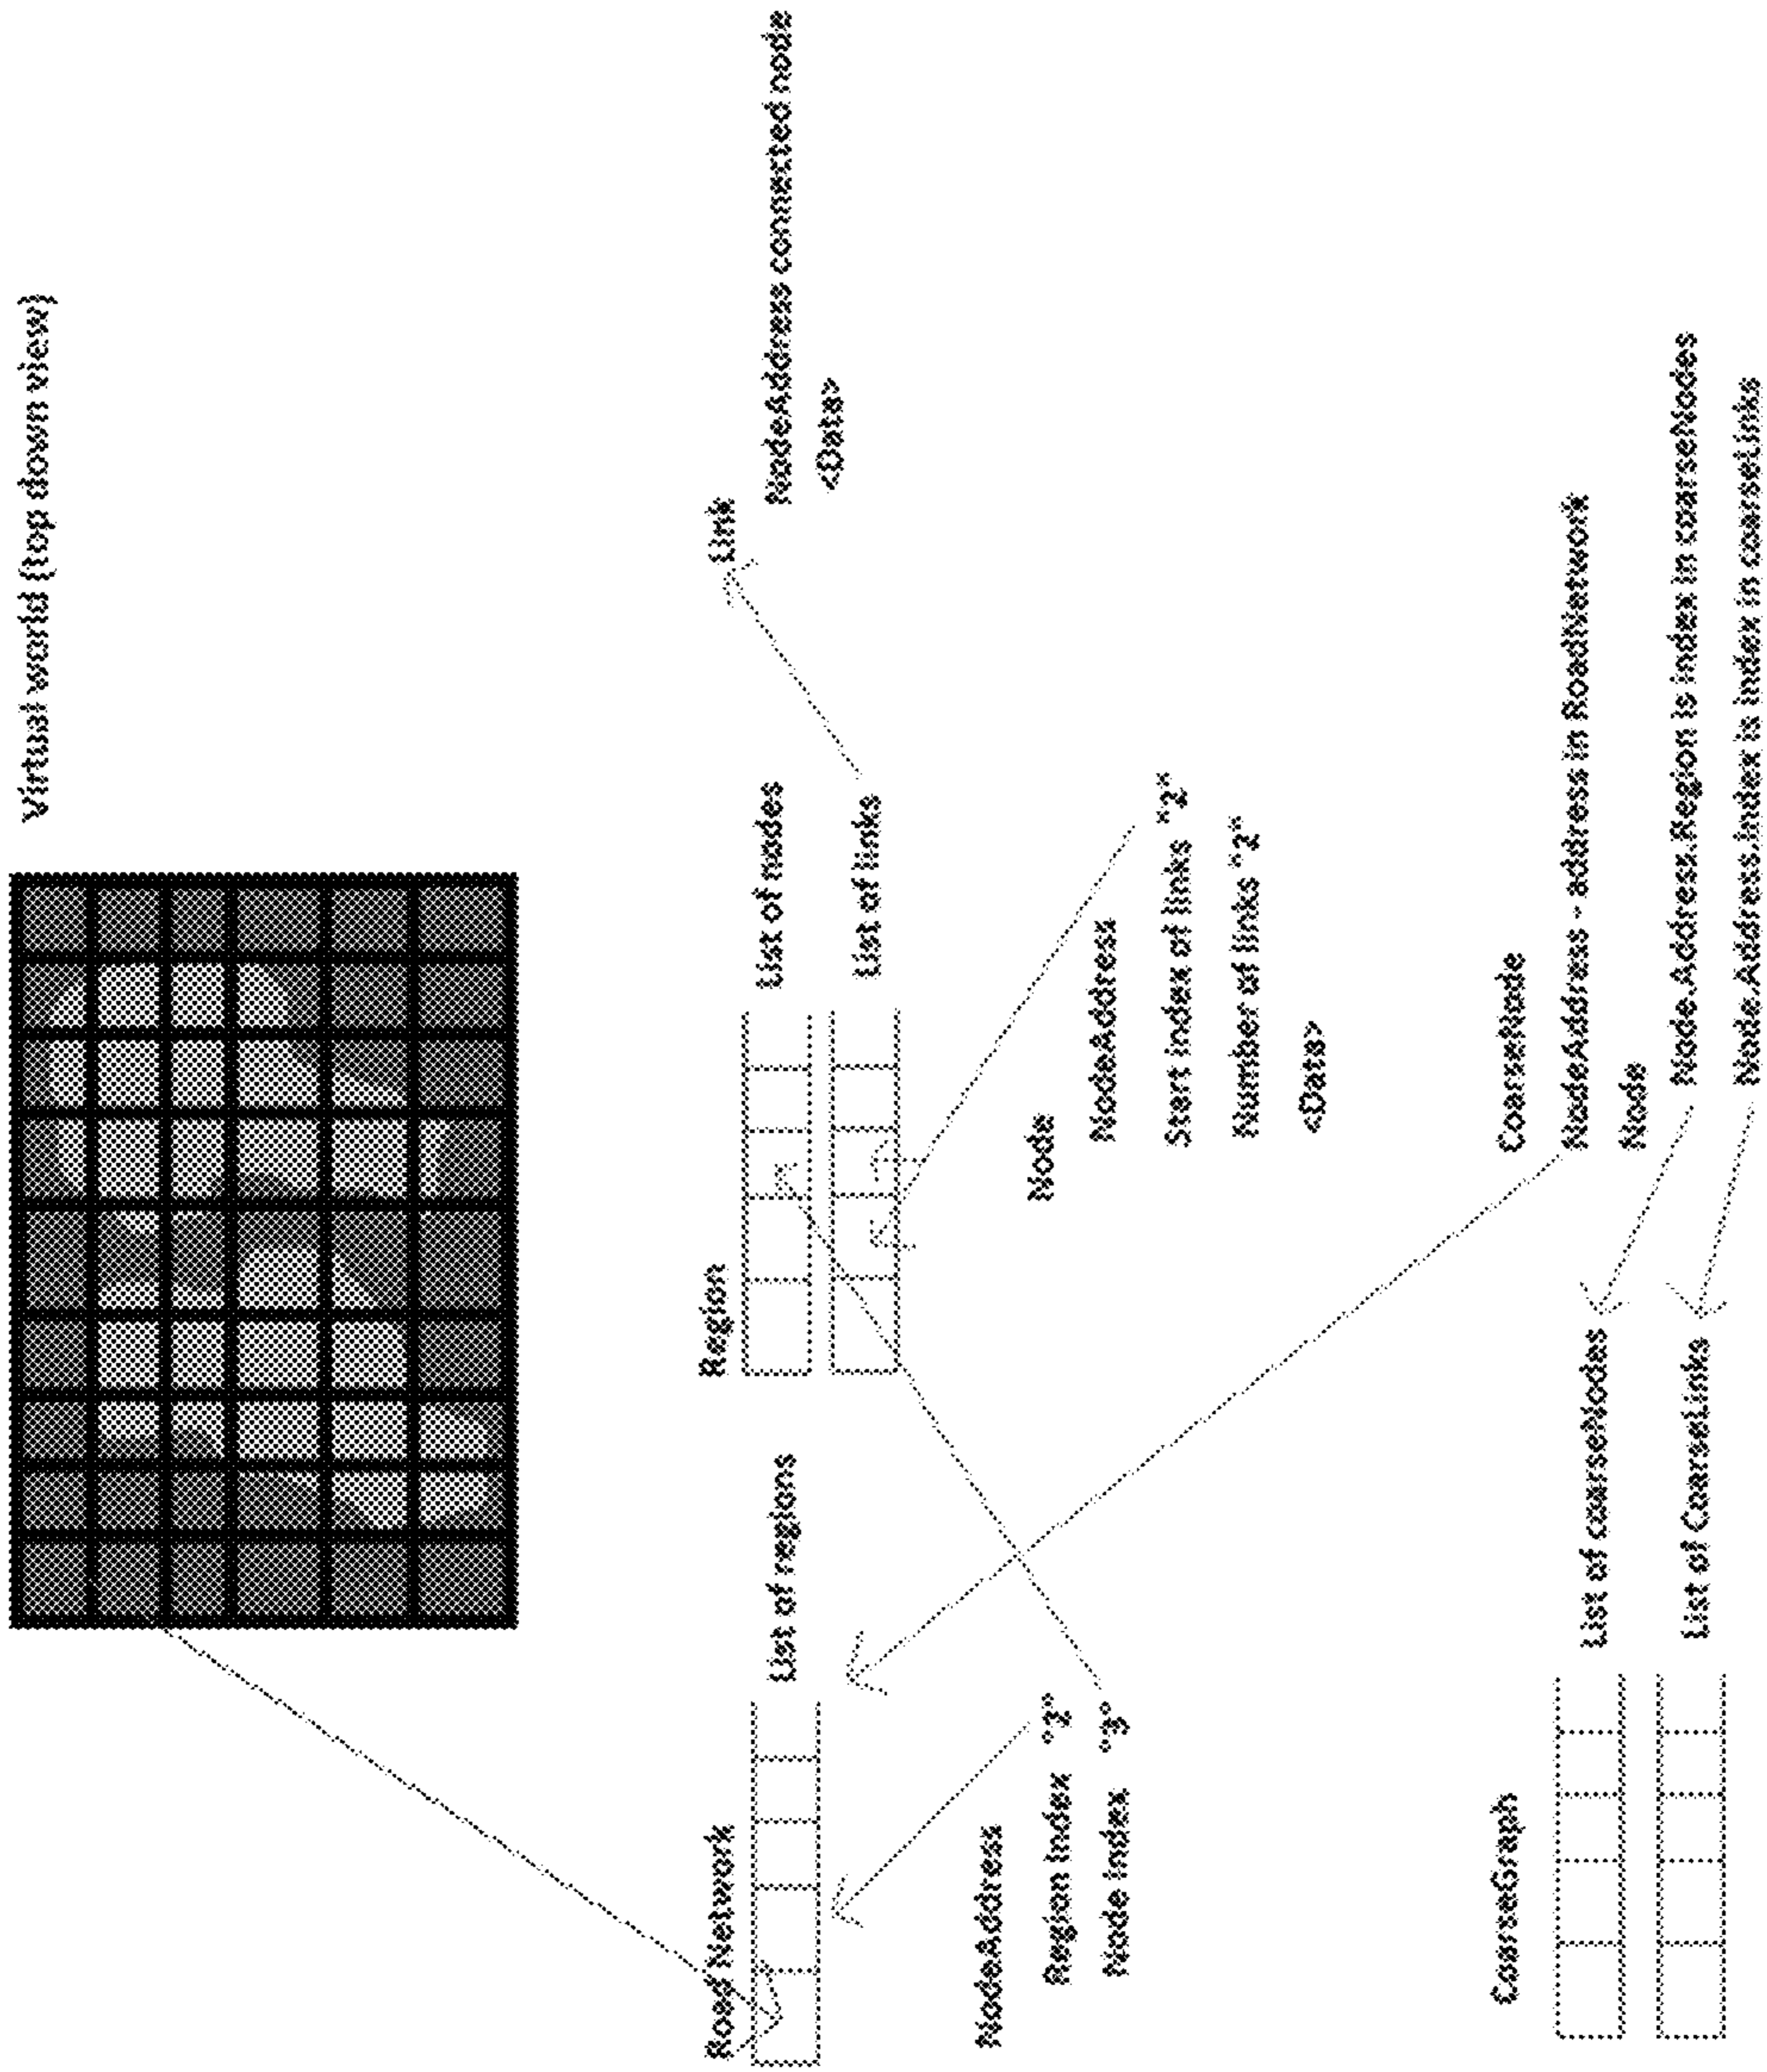 Virtual world (top down view)
Road Network
List of regions
Region
List of nodes
List of links
Link
NodeAddress connected node
<Data>
NodeAddress
Region Index "2"
Node Index "3"
Node
NodeAddress
Start index of links "2"
Number of links "2"
<Data>
CoarseGraph
List of coarseNodes
List of CoarseLinks
CoarseNode
NodeAddress - address in RoadNetwork
Node
Node.Address.Region is index in coarseNodes
Node.Address.Index is index in coarseLinks